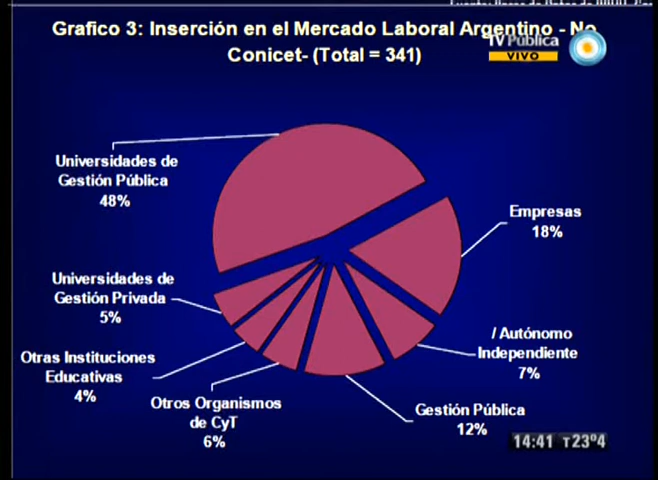 Grafico 3: Inserción en el Mercado Laboral Argentino - No
Conicet- (Total = 341)
TV Pública
VIVO
Universidades de
Gestión Pública
48%
Empresas
18%
Universidades de
Gestión Privada
5%
/ Autónomo
Independiente
7%
Otras Instituciones
Educativas
4%
Otros Organismos
de CyT
6%
Gestión Pública
12%
14:41 T23°4